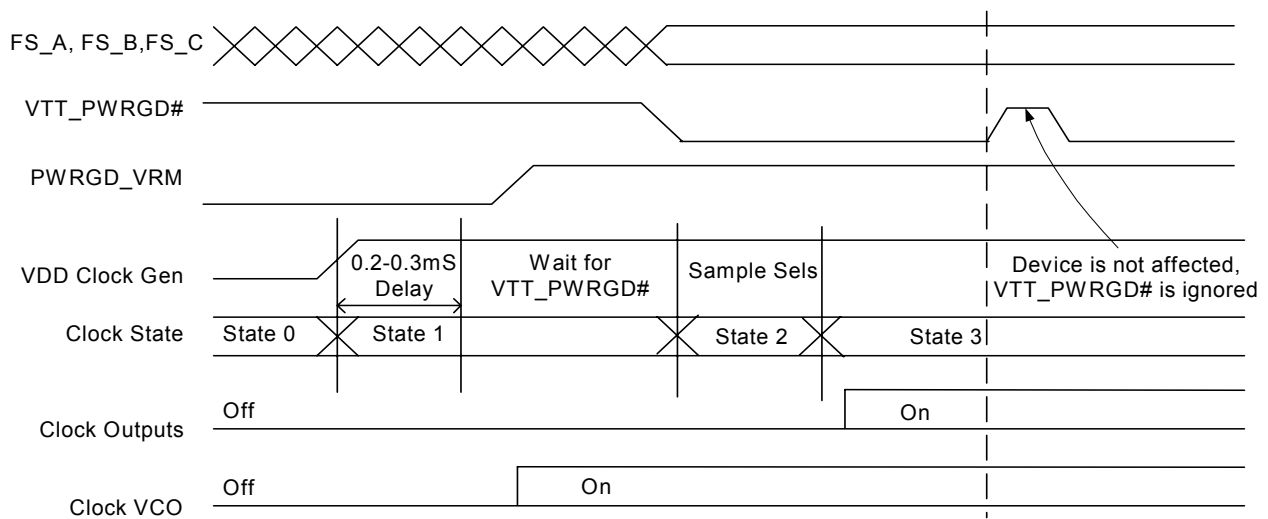 FS_A, FS_B,FS_C
VTT_PWRGD#
PWRGD_VRM
VDD Clock Gen
0.2-0.3mS
Delay
Wait for
VTT_PWRGD#
Sample Sels
Device is not affected,
VTT_PWRGD# is ignored
Clock State
State 0
State 1
State 2
State 3
Clock Outputs
Off
On
Clock VCO
Off
On